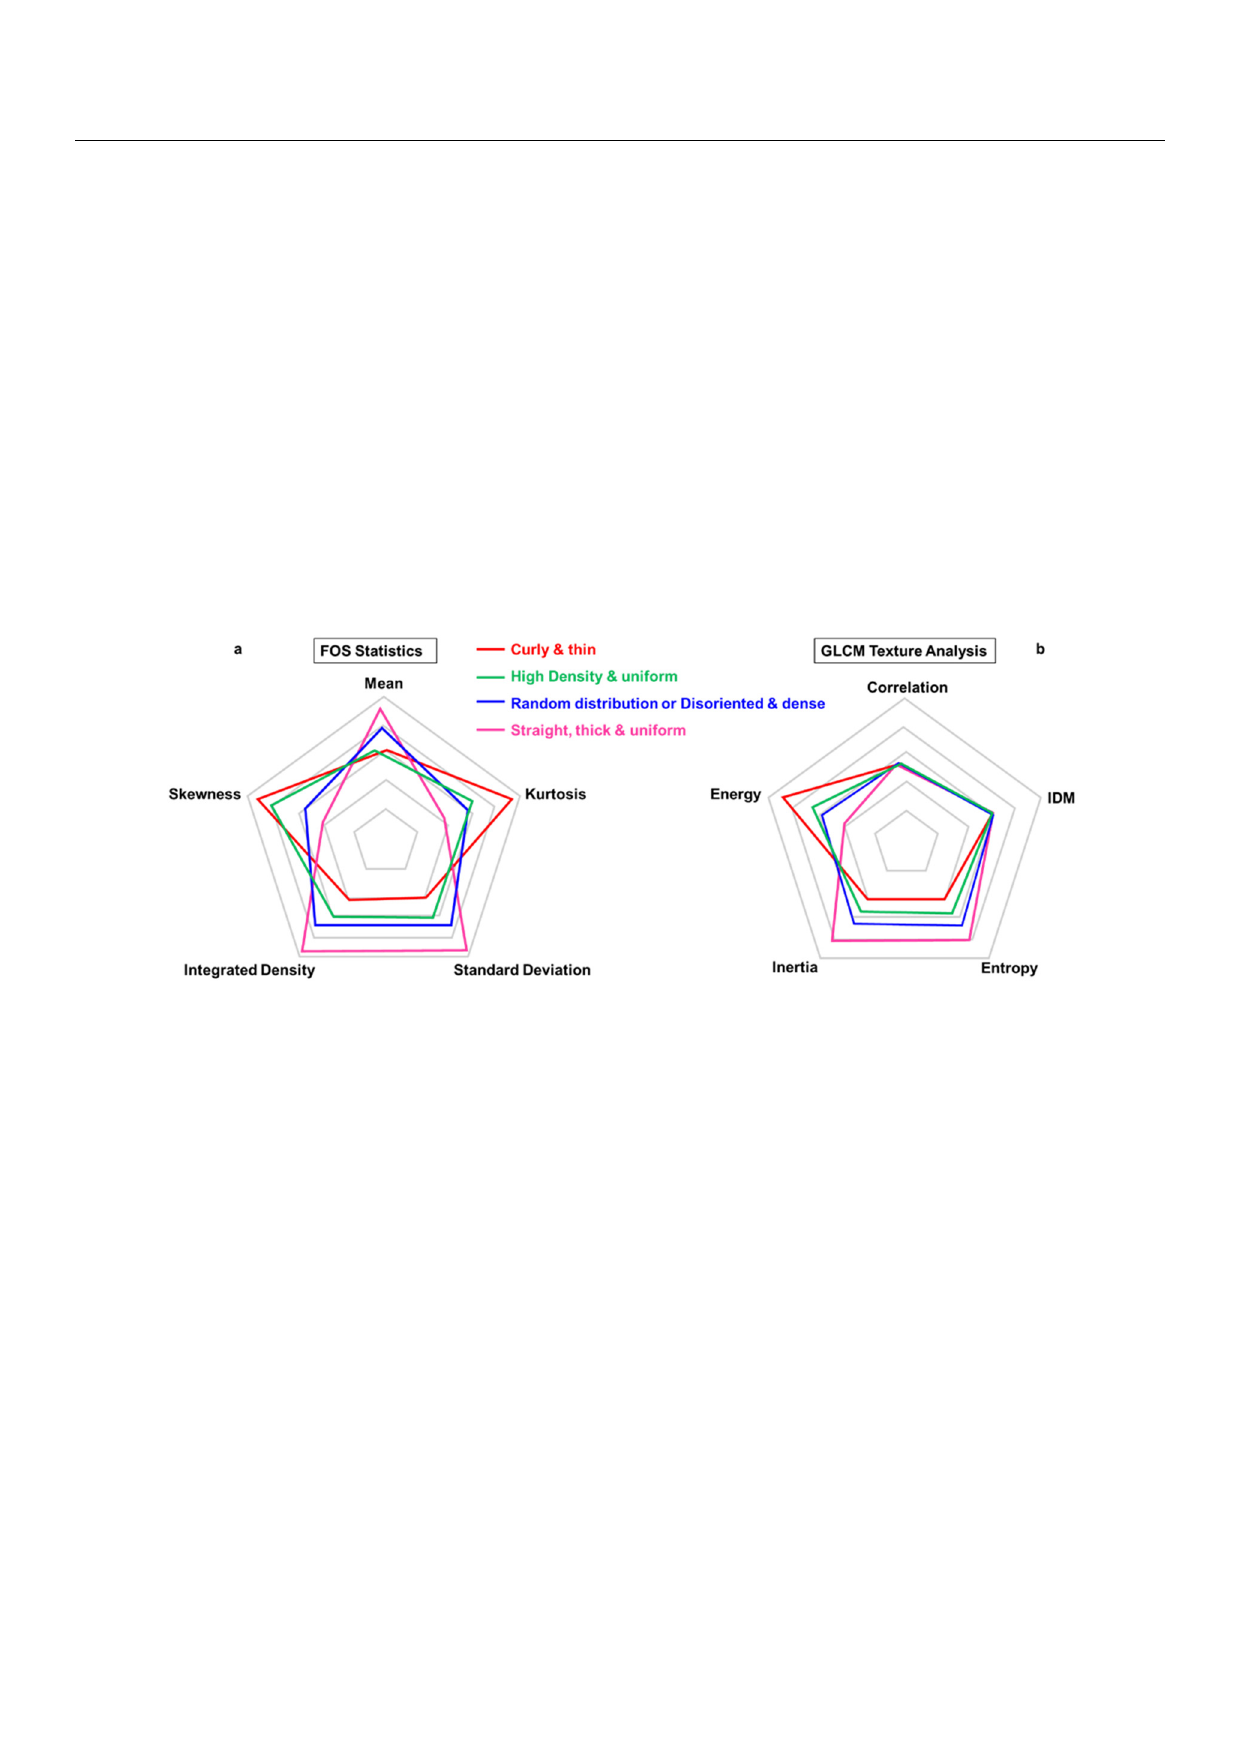 a
FOS Statistics
Mean
Skewness
Kurtosis
Integrated Density
Standard Deviation
Curly & thin
High Density & uniform
Random distribution or Disoriented & dense
Straight, thick & uniform
GLCM Texture Analysis
b
Correlation
Energy
IDM
Inertia
Entropy